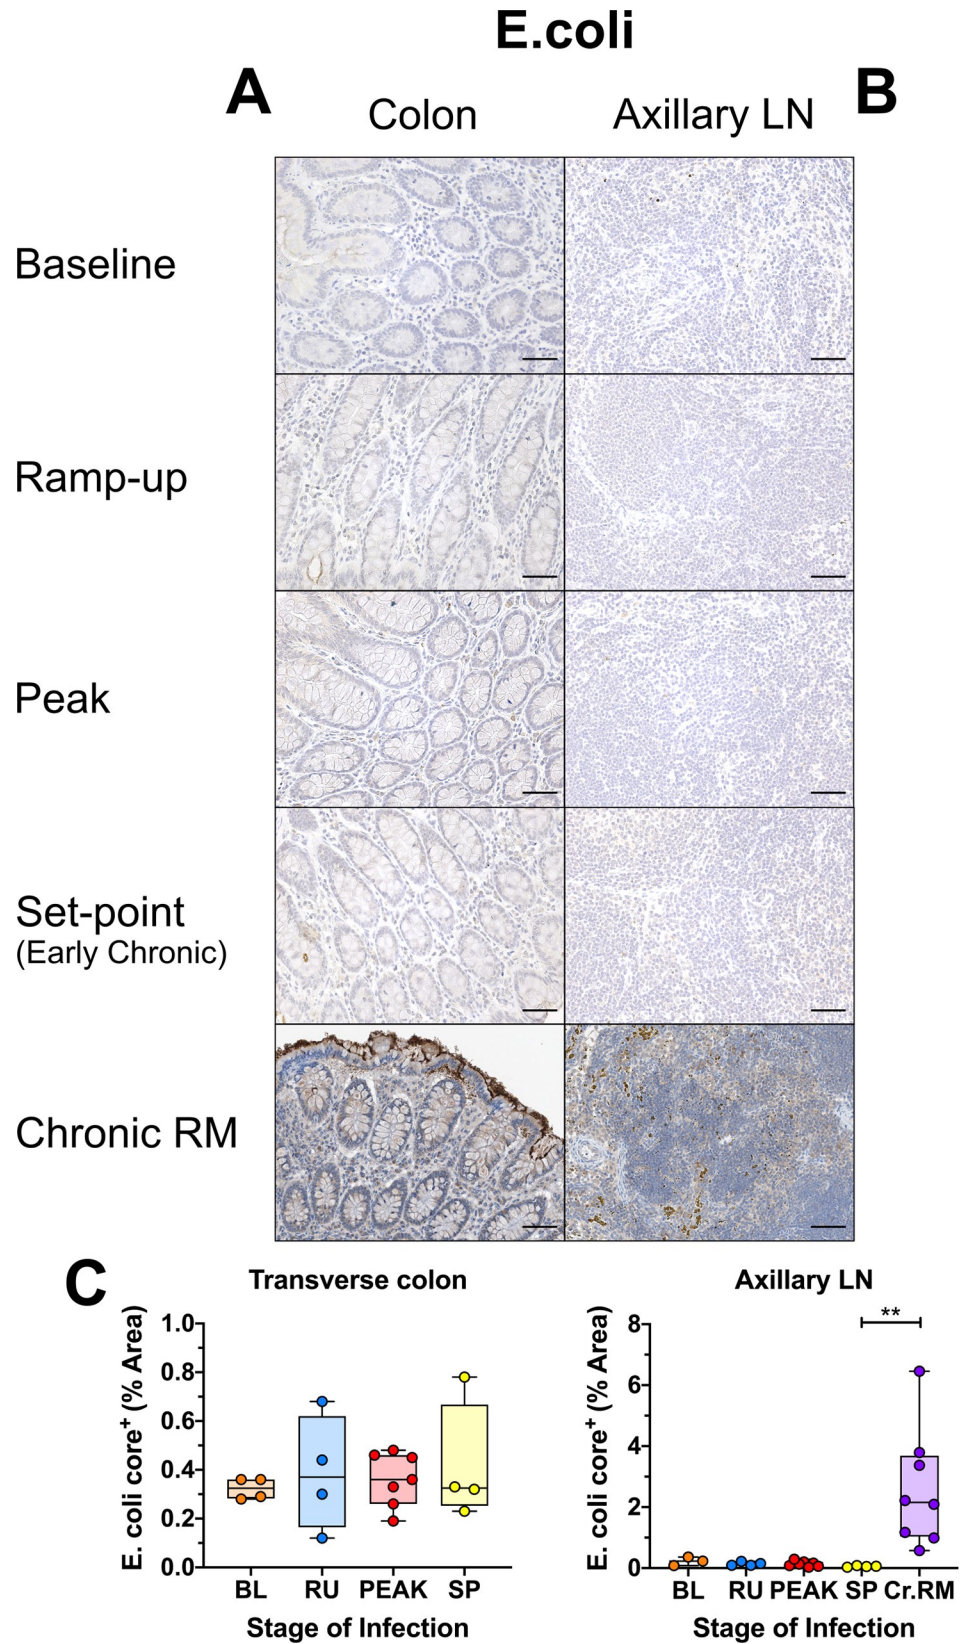 E.coli
A
B
Colon
Axillary LN
Baseline
Ramp-up
Peak
Set-point
(Early Chronic)
Chronic RM
C
Transverse colon
E. coli core+ (% Area)
1.0
0.8
0.6
0.4
0.2
0.0
BL RU PEAK SP
Stage of Infection
Axillary LN
**
E. coli core+ (% Area)
8
6
4
2
0
BL RU PEAK SP Cr.RM
Stage of Infection